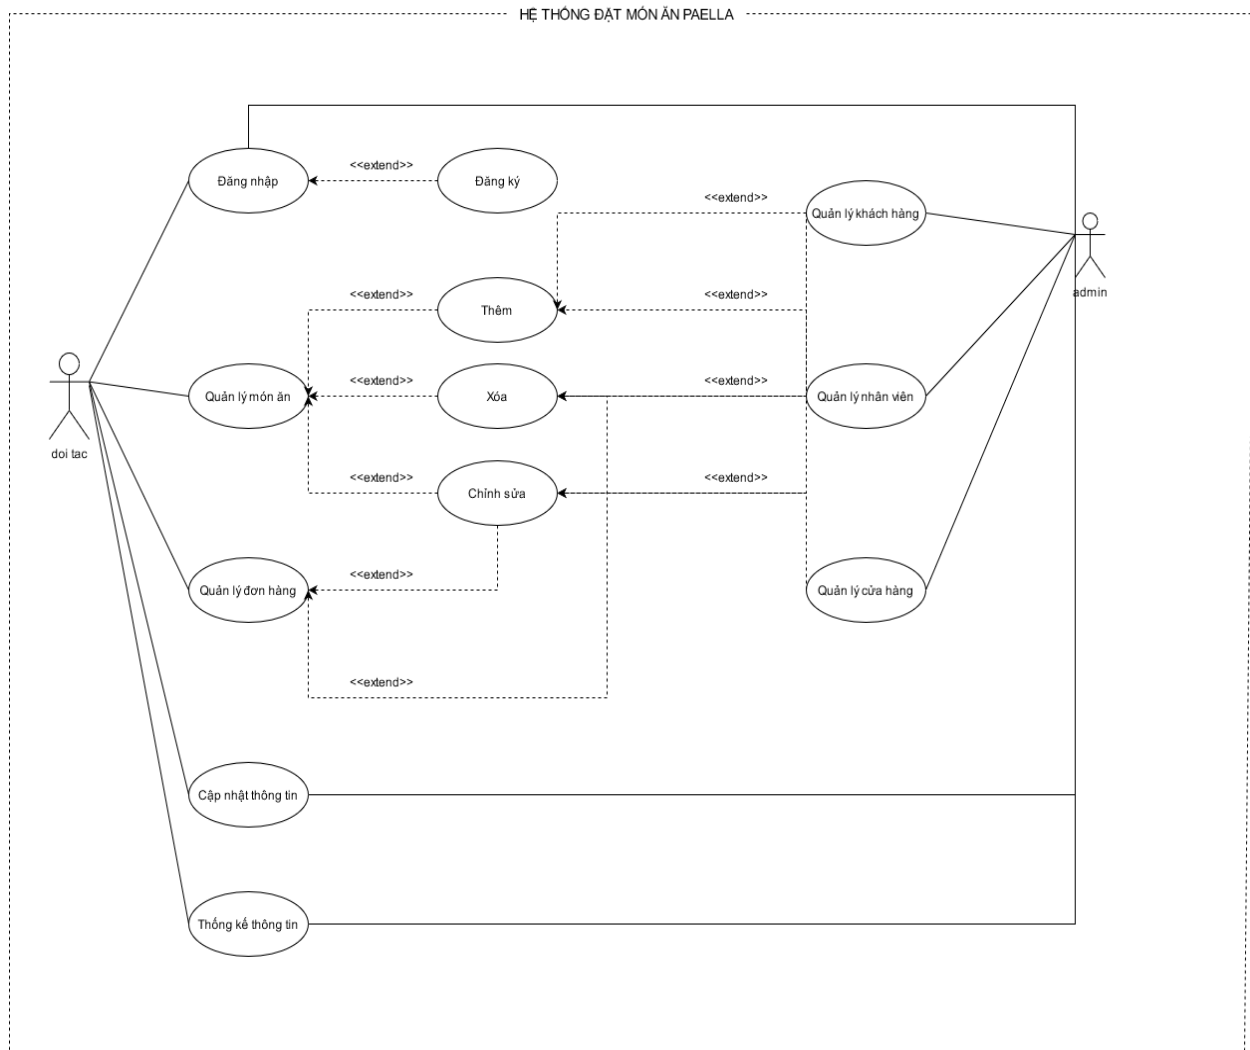 HỆ THỐNG ĐẶT MÓN ĂN PAELLA
Đăng nhập
<<extend>>
Đăng ký
<<extend>>
Quản lý khách hàng
admin
<<extend>>
Thêm
<<extend>>
doi tac
Quản lý món ăn
<<extend>>
Xóa
<<extend>>
Quản lý nhân viên
<<extend>>
Chỉnh sửa
<<extend>>
Quản lý đơn hàng
<<extend>>
Quản lý cửa hàng
<<extend>>
Cập nhật thông tin
Thống kế thông tin